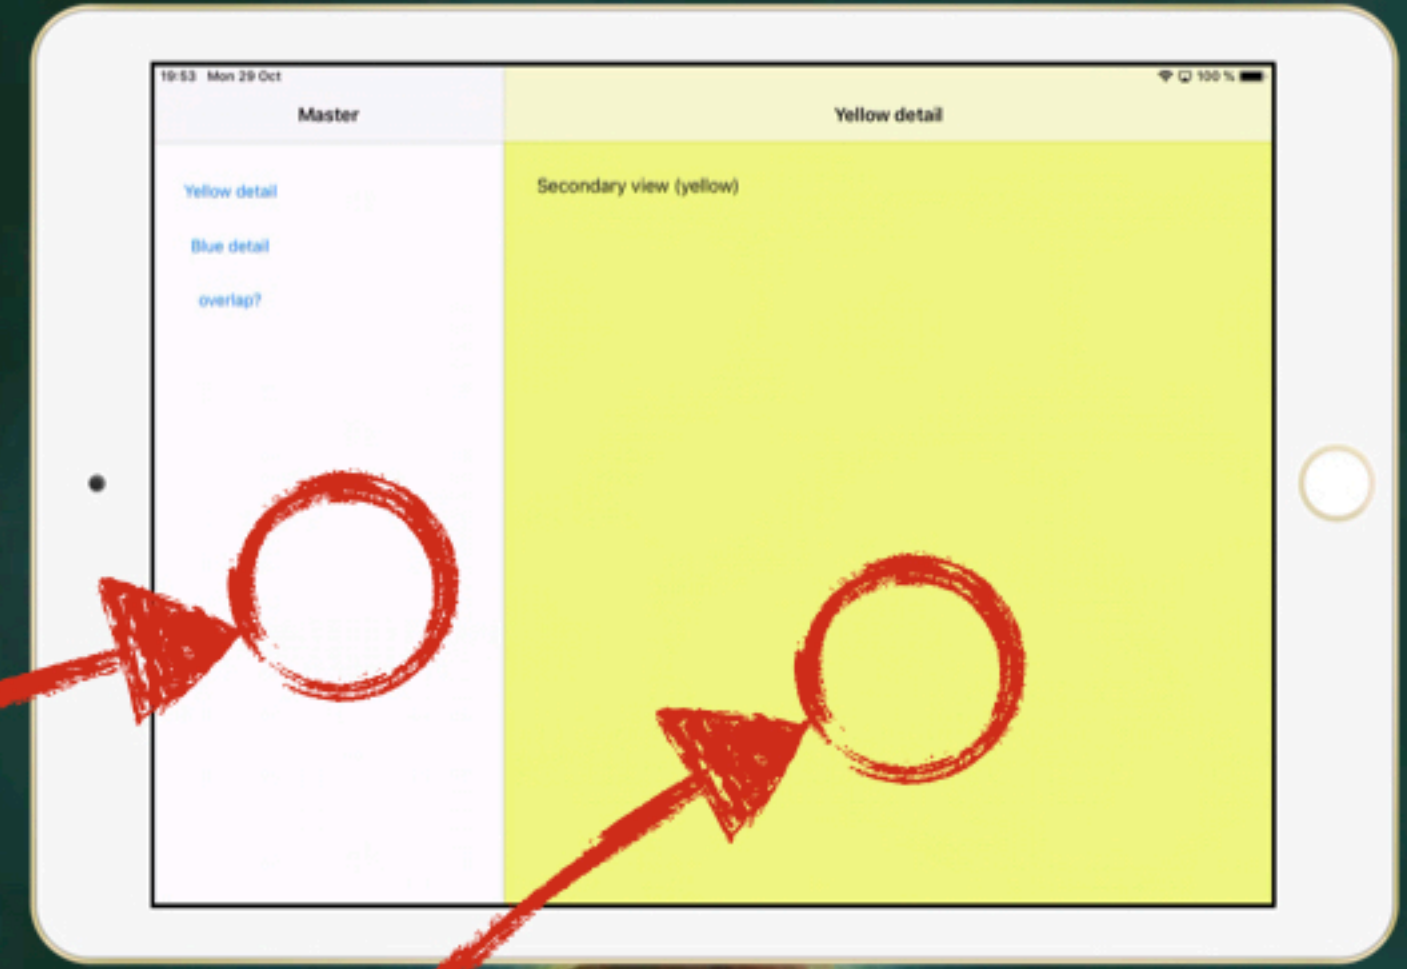 19:53 Mon 29 Oct
100 %
Master
Yellow detail
Yellow detail
Blue detail
overlap?
Secondary view (yellow)